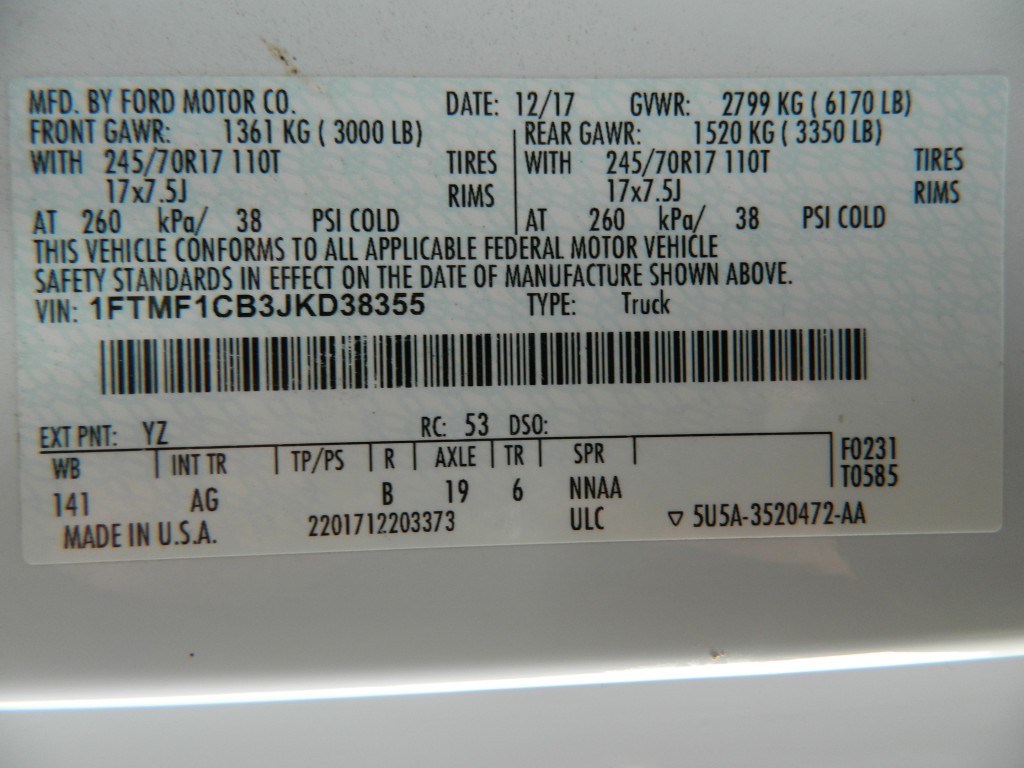 MFD. BY FORD MOTOR CO. DATE: 12/17 GVWR: 2799 KG ( 6170 LB)
FRONT GAWR: 1361 KG ( 3000 LB) REAR GAWR: 1520 KG ( 3350 LB)
WITH 245/70R17 110T TIRES WITH 245/70R17 110T TIRES
17x7.5J RIMS 17x7.5J RIMS
AT 260 kPa/ 38 PSI COLD AT 260 kPa/ 38 PSI COLD
THIS VEHICLE CONFORMS TO ALL APPLICABLE FEDERAL MOTOR VEHICLE
SAFETY STANDARDS IN EFFECT ON THE DATE OF MANUFACTURE SHOWN ABOVE.
VIN: 1FTMF1CB3JKD38355 TYPE: Truck
EXT PNT: YZ RC: 53 DSO:
WB INT TR TP/PS R AXLE TR SPR F0231
141 AG B 19 6 NNAA T0585
MADE IN U.S.A. 2201712203373 ULC ▽ 5U5A-3520472-AA